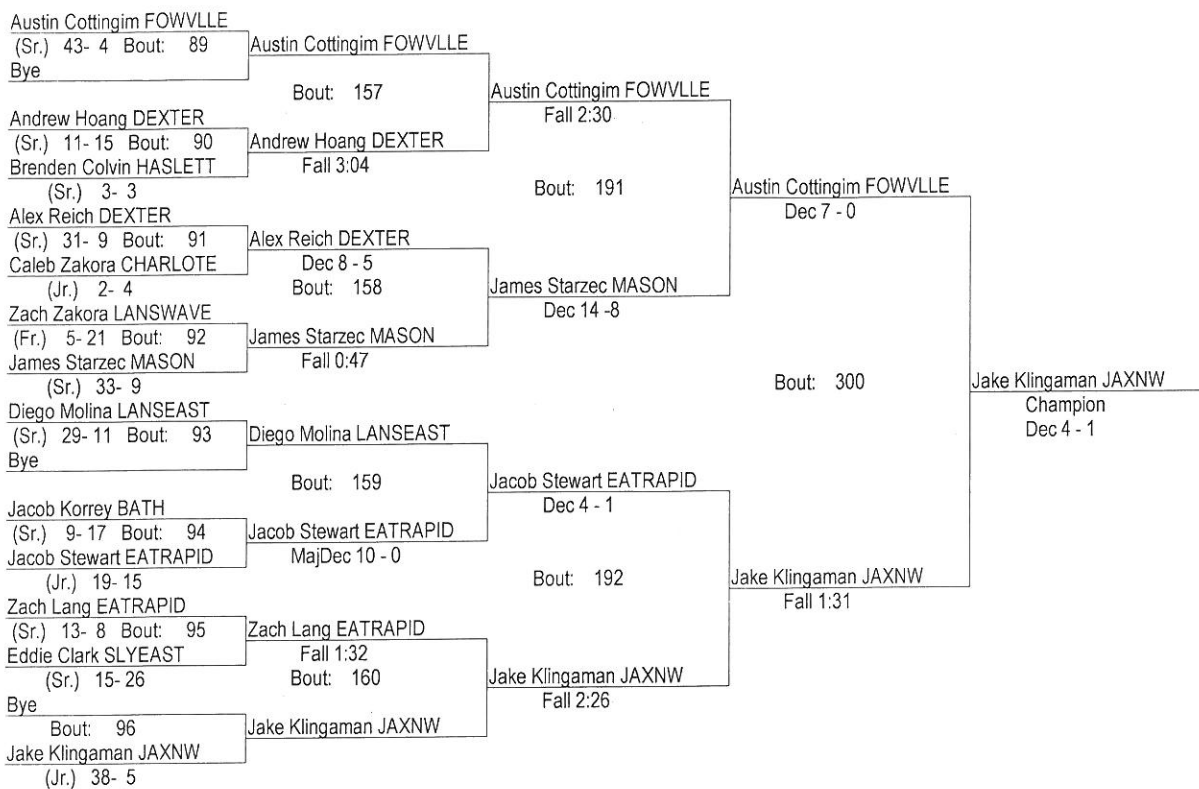 Austin Cottingim FOWVLLE
(Sr.) 43- 4 Bout: 89
Bye
Andrew Hoang DEXTER
(Sr.) 11- 15 Bout: 90
Brenden Colvin HASLETT
(Sr.) 3- 3
Alex Reich DEXTER
(Sr.) 31- 9 Bout: 91
Caleb Zakora CHARLOTE
(Jr.) 2- 4
Zach Zakora LANSWAVE
(Fr.) 5- 21 Bout: 92
James Starzec MASON
(Sr.) 33- 9
Diego Molina LANSEAST
(Sr.) 29- 11 Bout: 93
Bye
Jacob Korrey BATH
(Sr.) 9- 17 Bout: 94
Jacob Stewart EATRAPID
(Jr.) 19- 15
Zach Lang EATRAPID
(Sr.) 13- 8 Bout: 95
Eddie Clark SLYEAST
(Sr.) 15- 26
Bye
Bout: 96
Jake Klingaman JAXNW
(Jr.) 38- 5
Austin Cottingim FOWVLLE
Bout: 157
Andrew Hoang DEXTER
Fall 3:04
Alex Reich DEXTER
Dec 8 - 5
Bout: 158
James Starzec MASON
Fall 0:47
Diego Molina LANSEAST
Bout: 159
Jacob Stewart EATRAPID
MajDec 10 - 0
Zach Lang EATRAPID
Fall 1:32
Bout: 160
Jake Klingaman JAXNW
Austin Cottingim FOWVLLE
Fall 2:30
Bout: 191
James Starzec MASON
Dec 14 -8
Jacob Stewart EATRAPID
Dec 4 - 1
Bout: 192
Jake Klingaman JAXNW
Fall 2:26
Austin Cottingim FOWVLLE
Dec 7 - 0
Bout: 300
Jake Klingaman JAXNW
Fall 1:31
Jake Klingaman JAXNW
Champion
Dec 4 - 1